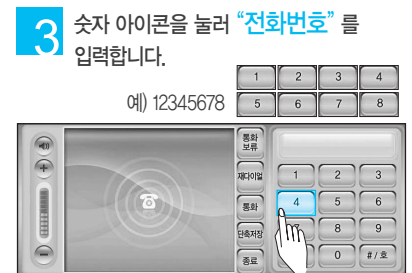 3 숫자 아이콘을 눌러 “전화번호” 를
입력합니다.
예) 12345678
1 2 3 4
5 6 7 8
통화
보류
재다이얼
통화
단축저장
종료
1 2 3
4 5 6
8 9
0 #/호